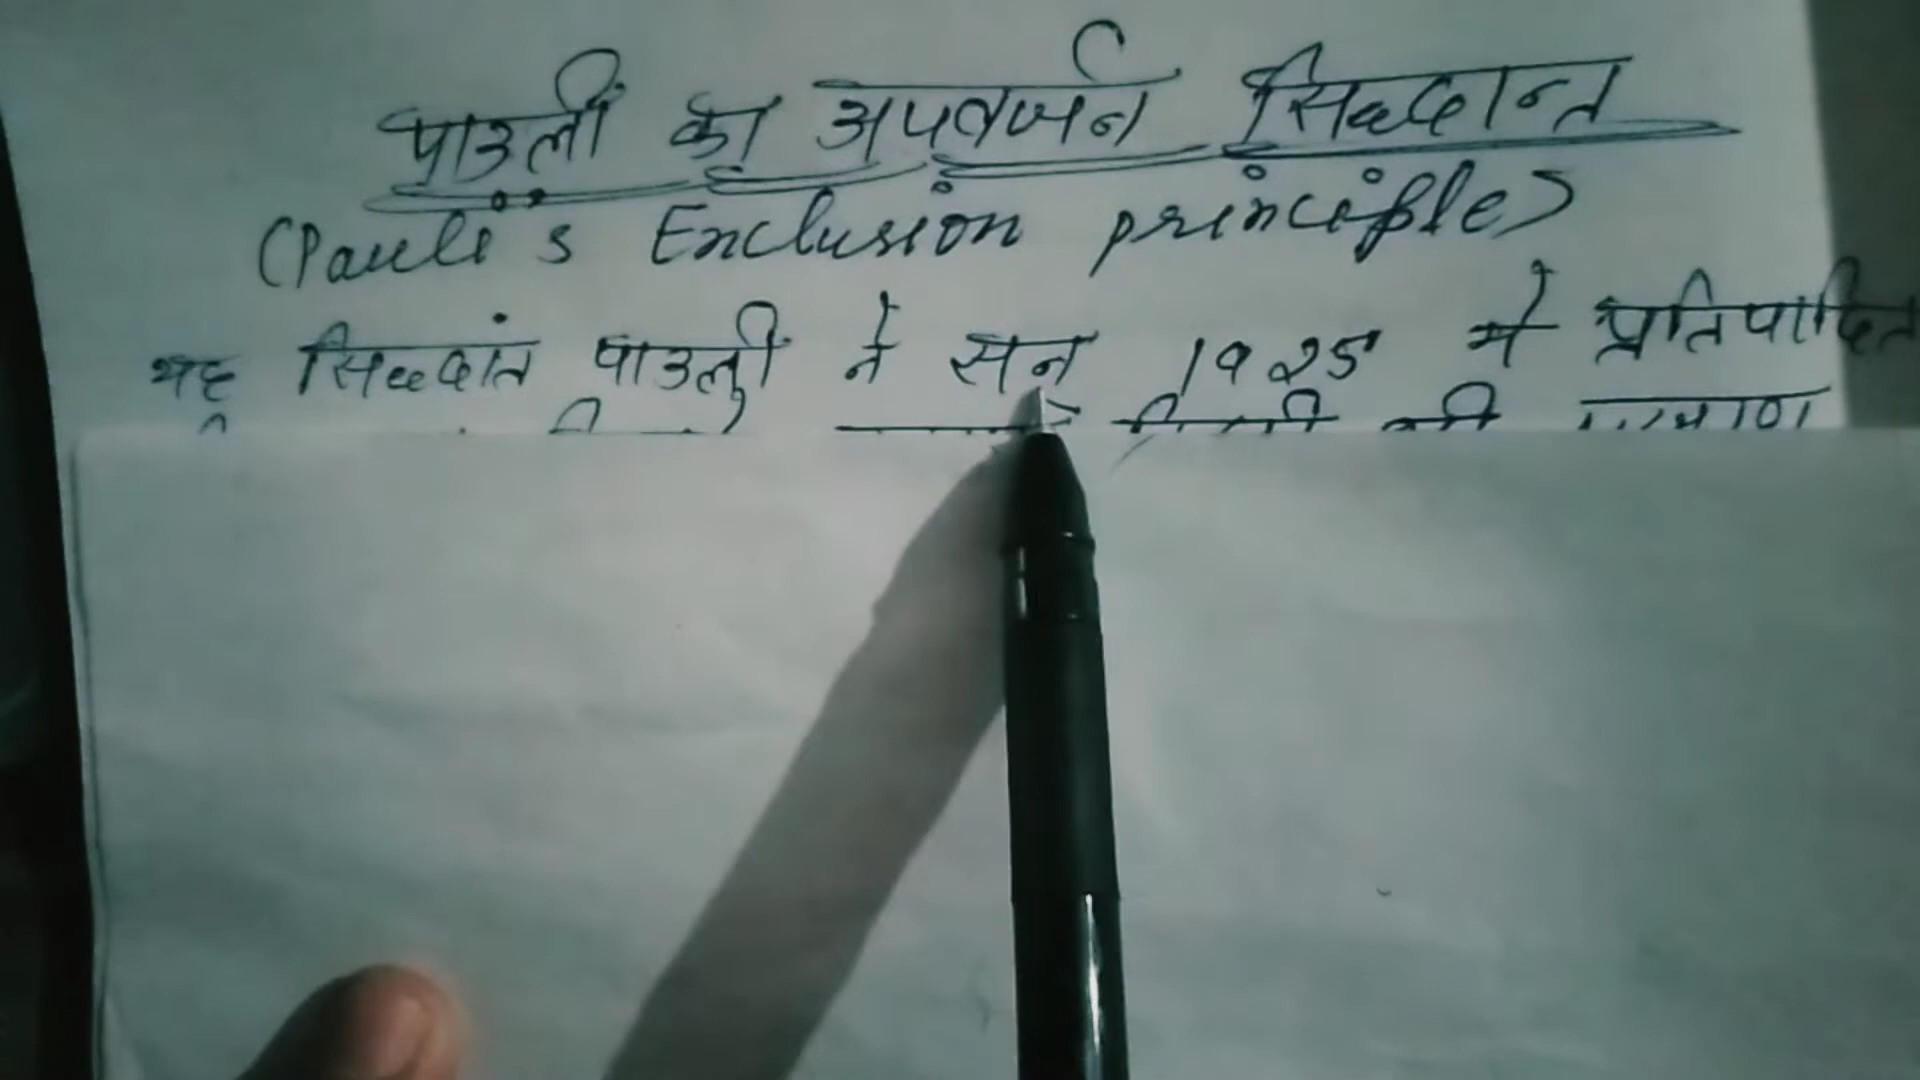 पाउली का अपवर्जन सिद्धान्त
(Pauli's Exclusion principle)
यह सिद्धांत पाउली ने सन 1925 में प्रतिपादित